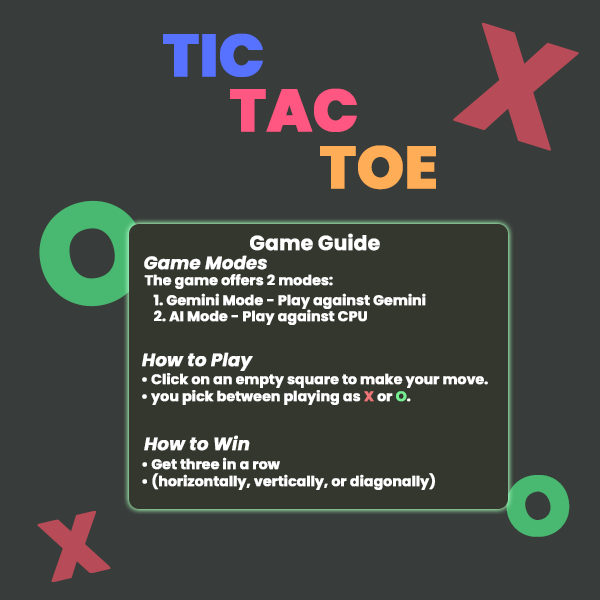 TIC
TAC
TOE
X
O
Game Guide
Game Modes
The game offers 2 modes:
1. Gemini Mode - Play against Gemini
2. AI Mode - Play against CPU
How to Play
• Click on an empty square to make your move.
• you pick between playing as X or O.
How to Win
• Get three in a row
• (horizontally, vertically, or diagonally)
O
X